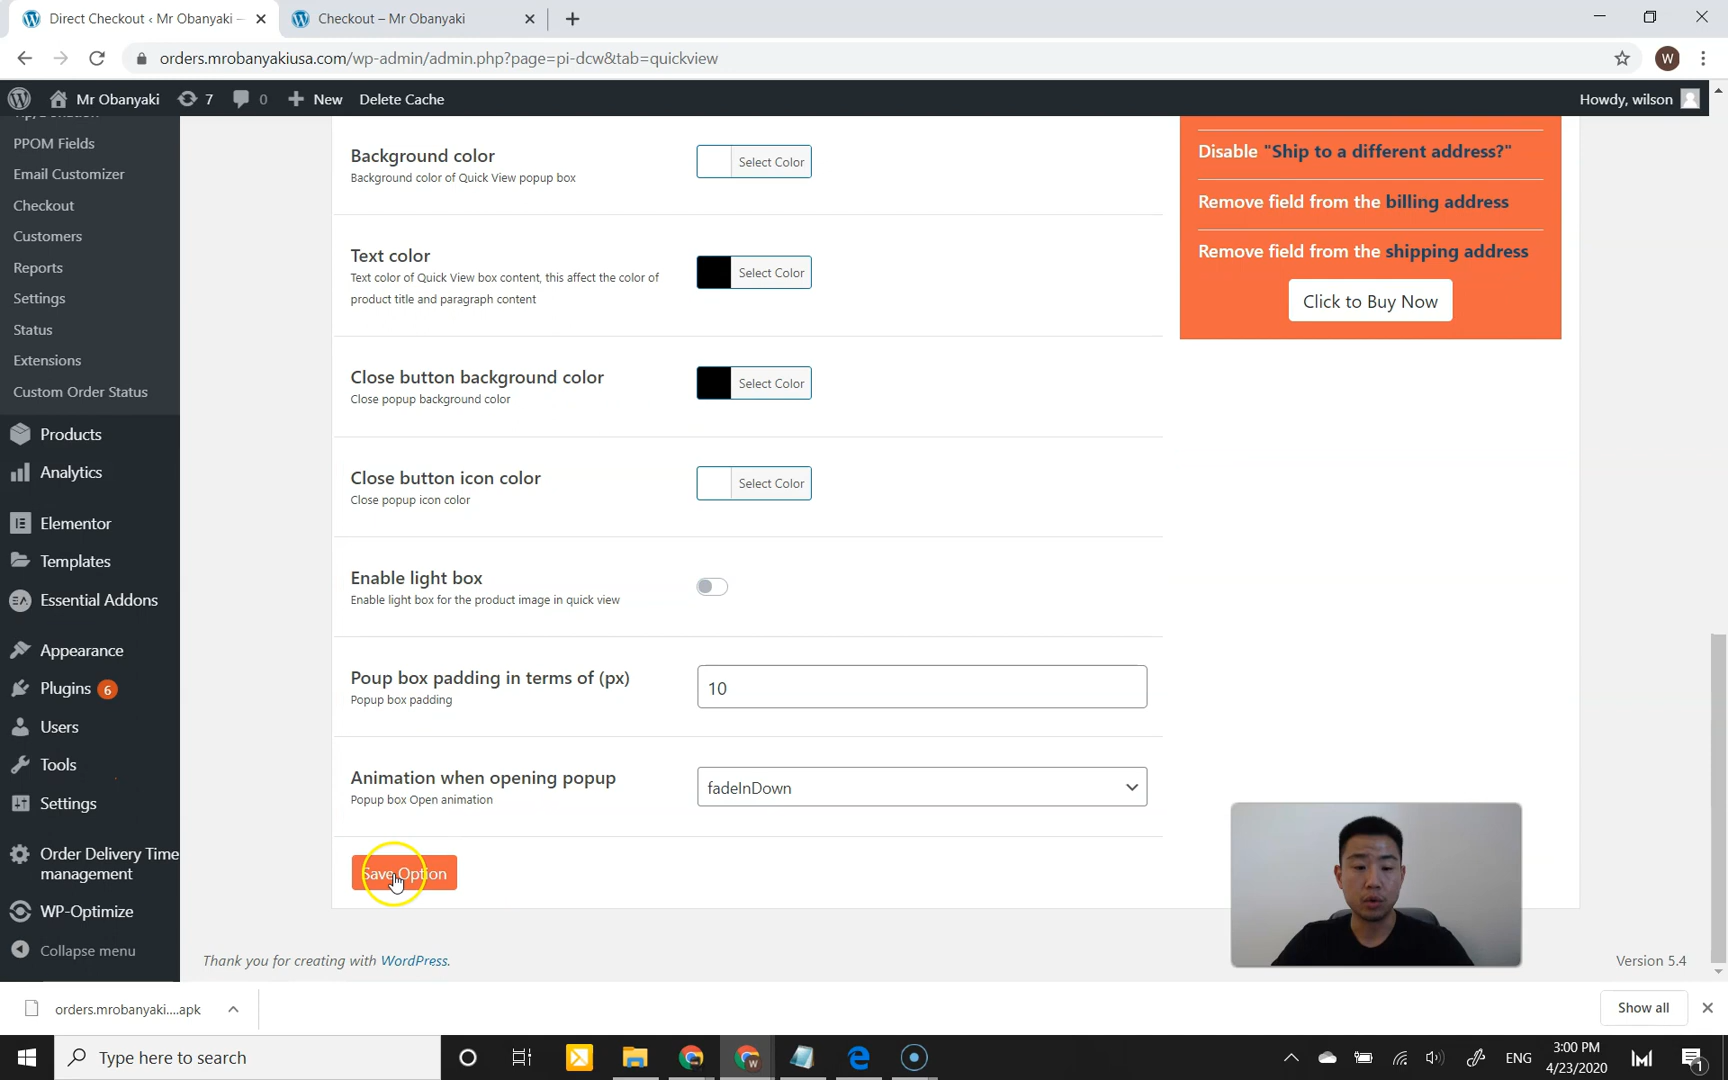 Direct Checkout ‹ Mr Obanyaki –
Checkout – Mr Obanyaki
orders.mrobanyakiusa.com/wp-admin/admin.php?page=pi-dcw&tab=quickview
W
Mr Obanyaki
7
0
New
Delete Cache
Howdy, wilson
PPOM Fields
Email Customizer
Checkout
Customers
Reports
Settings
Status
Extensions
Custom Order Status
Products
Analytics
Elementor
Templates
Essential Addons
Appearance
Plugins 6
Users
Tools
Settings
Order Delivery Time
management
WP-Optimize
Collapse menu
Background color
Background color of Quick View popup box
Select Color
Text color
Text color of Quick View box content, this affect the color of
product title and paragraph content
Select Color
Close button background color
Close popup background color
Select Color
Close button icon color
Close popup icon color
Select Color
Enable light box
Enable light box for the product image in quick view
Poup box padding in terms of (px)
Popup box padding
10
Animation when opening popup
Popup box Open animation
fadeInDown
Save Option
Disable "Ship to a different address?"
Remove field from the billing address
Remove field from the shipping address
Click to Buy Now
Thank you for creating with WordPress.
Version 5.4
orders.mrobanyaki....apk
Show all
Type here to search
ENG
3:00 PM
4/23/2020
1